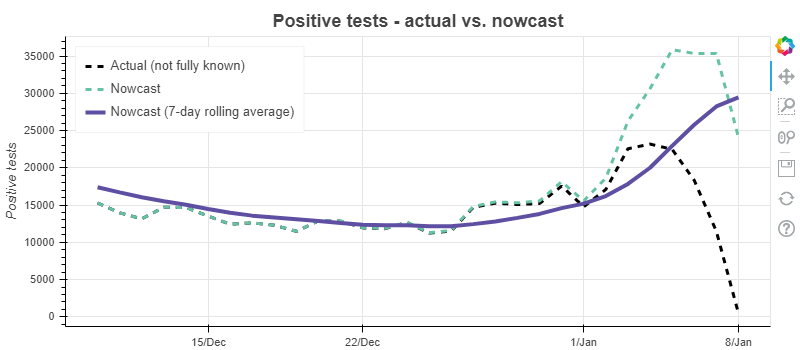 Positive tests - actual vs. nowcast
Actual (not fully known)
Nowcast
Nowcast (7-day rolling average)
Positive tests
35000
30000
25000
20000
15000
10000
5000
0
15/Dec
22/Dec
1/Jan
8/Jan